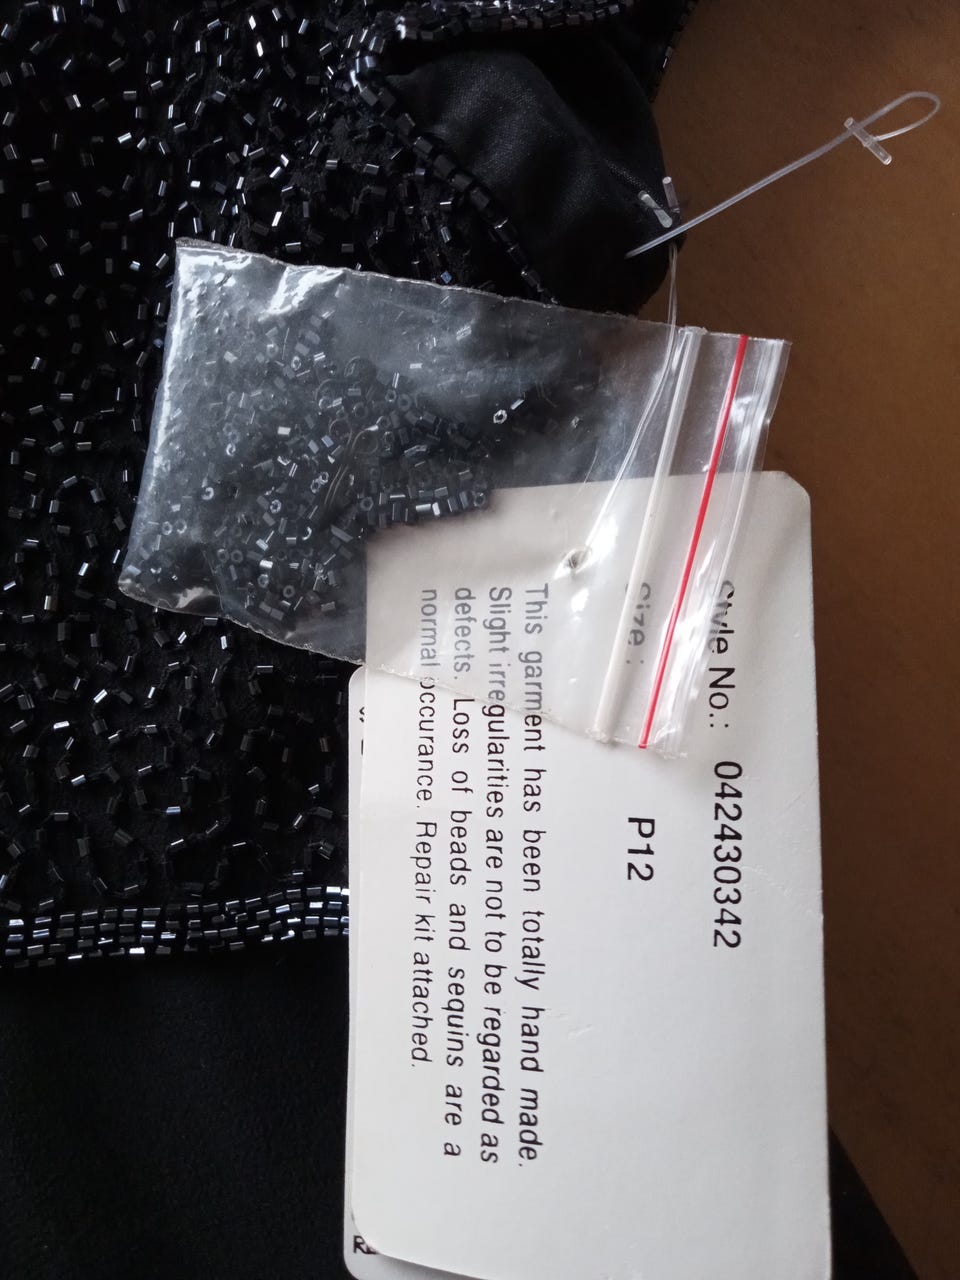 Style No.: 042430342
Size : P12
This garment has been totally hand made.
Slight irregularities are not to be regarded as
defects. Loss of beads and sequins are a
normal occurance. Repair kit attached.